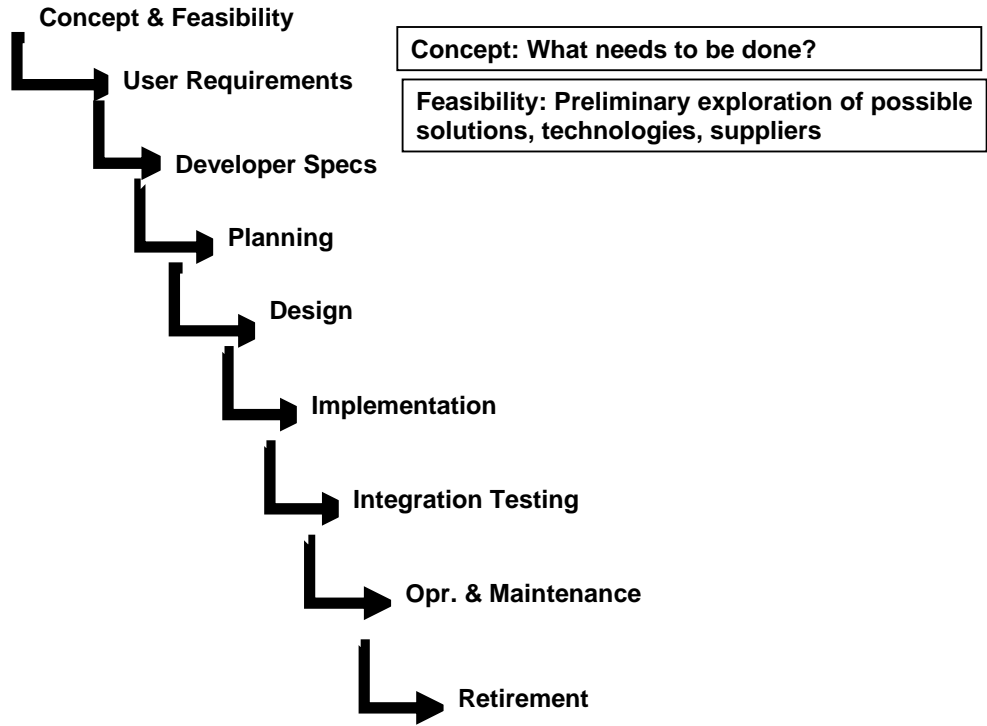 Concept & Feasibility
Concept: What needs to be done?
User Requirements
Feasibility: Preliminary exploration of possible
solutions, technologies, suppliers
Developer Specs
Planning
Design
Implementation
Integration Testing
Opr. & Maintenance
Retirement